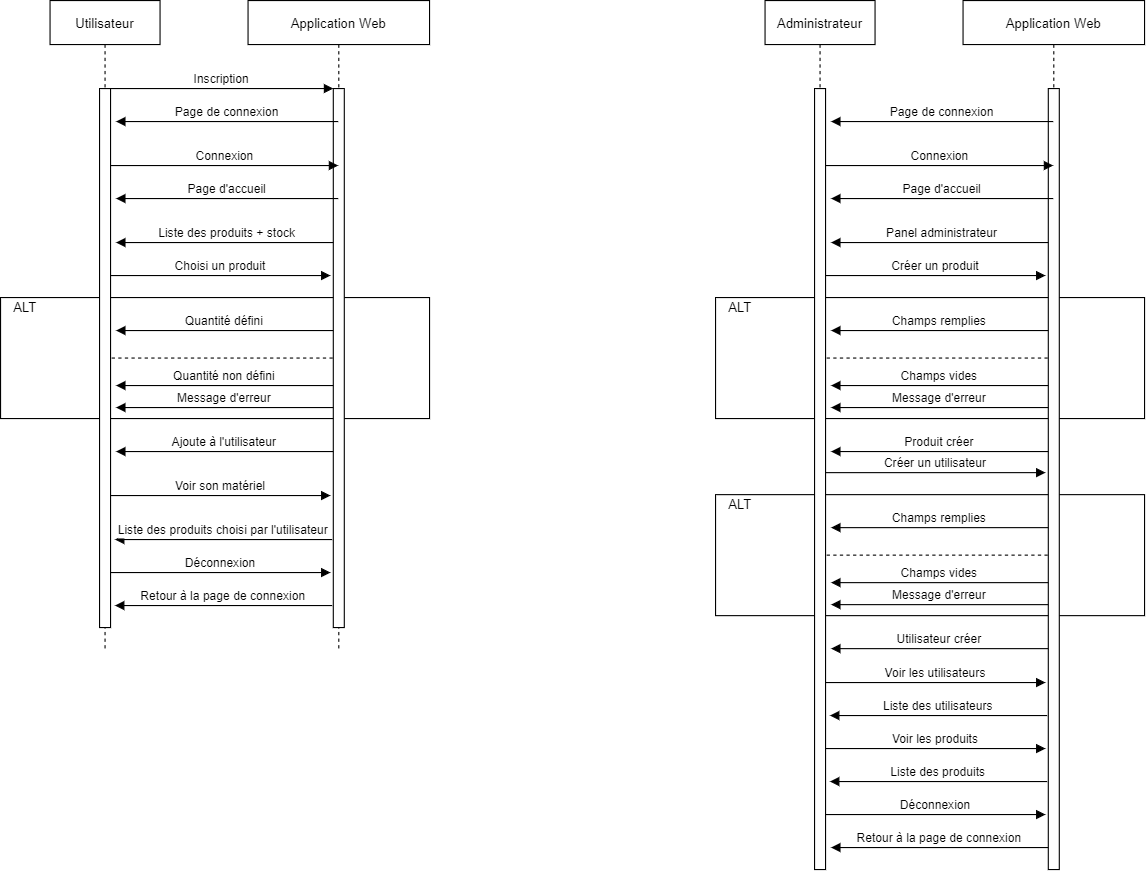 Utilisateur
Application Web
Inscription
Page de connexion
Connexion
Page d'accueil
Liste des produits + stock
Choisi un produit
ALT
Quantité défini
Quantité non défini
Message d'erreur
Ajoute à l'utilisateur
Voir son matériel
Liste des produits choisi par l'utilisateur
Déconnexion
Retour à la page de connexion
Administrateur
Application Web
Page de connexion
Connexion
Page d'accueil
Panel administrateur
Créer un produit
ALT
Champs remplies
Champs vides
Message d'erreur
Produit créer
Créer un utilisateur
ALT
Champs remplies
Champs vides
Message d'erreur
Utilisateur créer
Voir les utilisateurs
Liste des utilisateurs
Voir les produits
Liste des produits
Déconnexion
Retour à la page de connexion